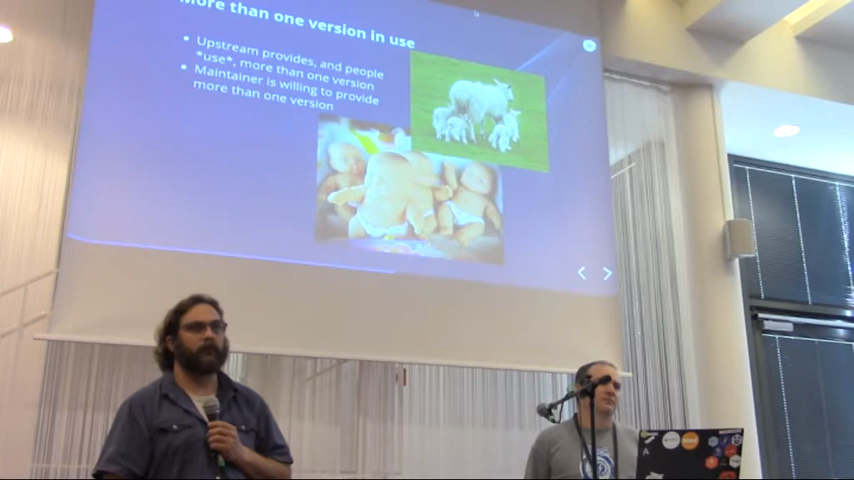 More than one version in use
• Upstream provides, and people
*use*, more than one version
• Maintainer is willing to provide
more than one version